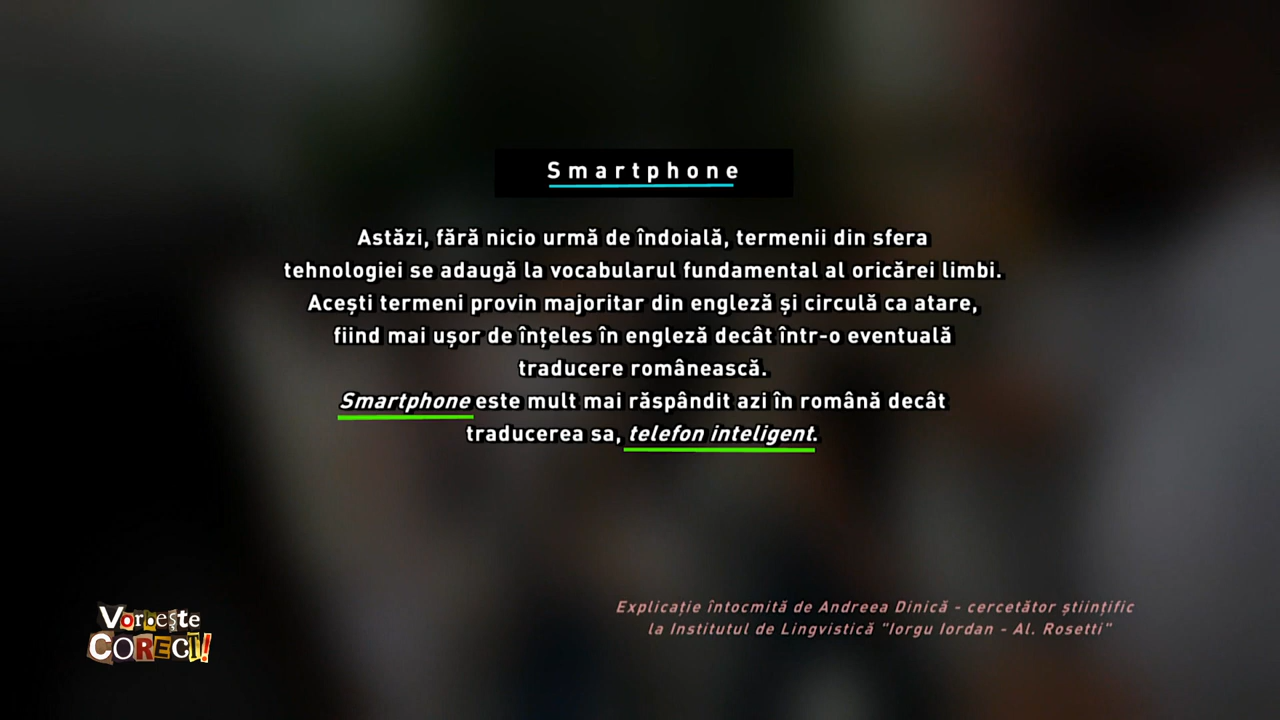 Smartphone
Astăzi, fără nicio urmă de îndoială, termenii din sfera
tehnologiei se adaugă la vocabularul fundamental al oricărei limbi.
Acești termeni provin majoritar din engleză și circulă ca atare,
fiind mai ușor de înțeles în engleză decât într-o eventuală
traducere românească.
Smartphone este mult mai răspândit azi în română decât
traducerea sa, telefon inteligent.
Explicație întocmită de Andreea Dinică - cercetător științific
la Institutul de Lingvistică "Iorgu Iordan - Al. Rosetti"
Vorbește
CORECT!